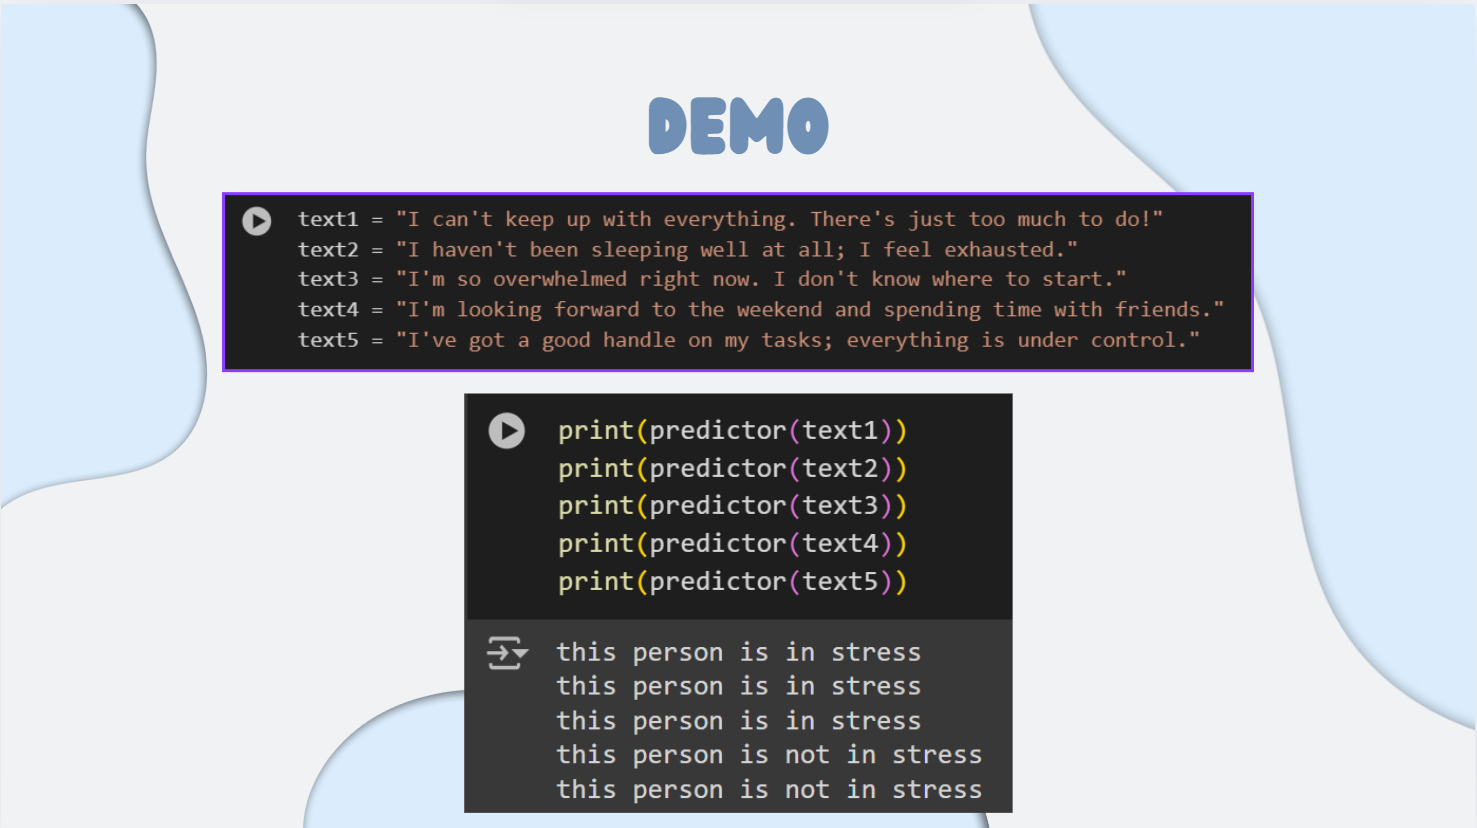 DEMO
text1 = "I can't keep up with everything. There's just too much to do!"
text2 = "I haven't been sleeping well at all; I feel exhausted."
text3 = "I'm so overwhelmed right now. I don't know where to start."
text4 = "I'm looking forward to the weekend and spending time with friends."
text5 = "I've got a good handle on my tasks; everything is under control."
print(predictor(text1))
print(predictor(text2))
print(predictor(text3))
print(predictor(text4))
print(predictor(text5))
this person is in stress
this person is in stress
this person is in stress
this person is not in stress
this person is not in stress